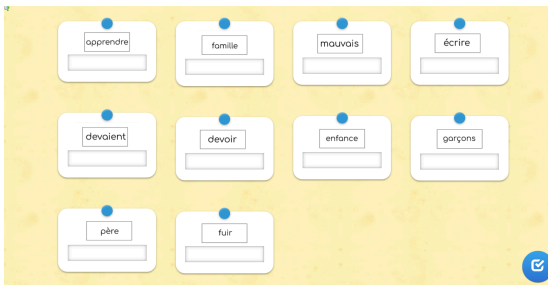 apprendre
famille
mauvais
écrire
devaient
devoir
enfance
garçons
père
fuir